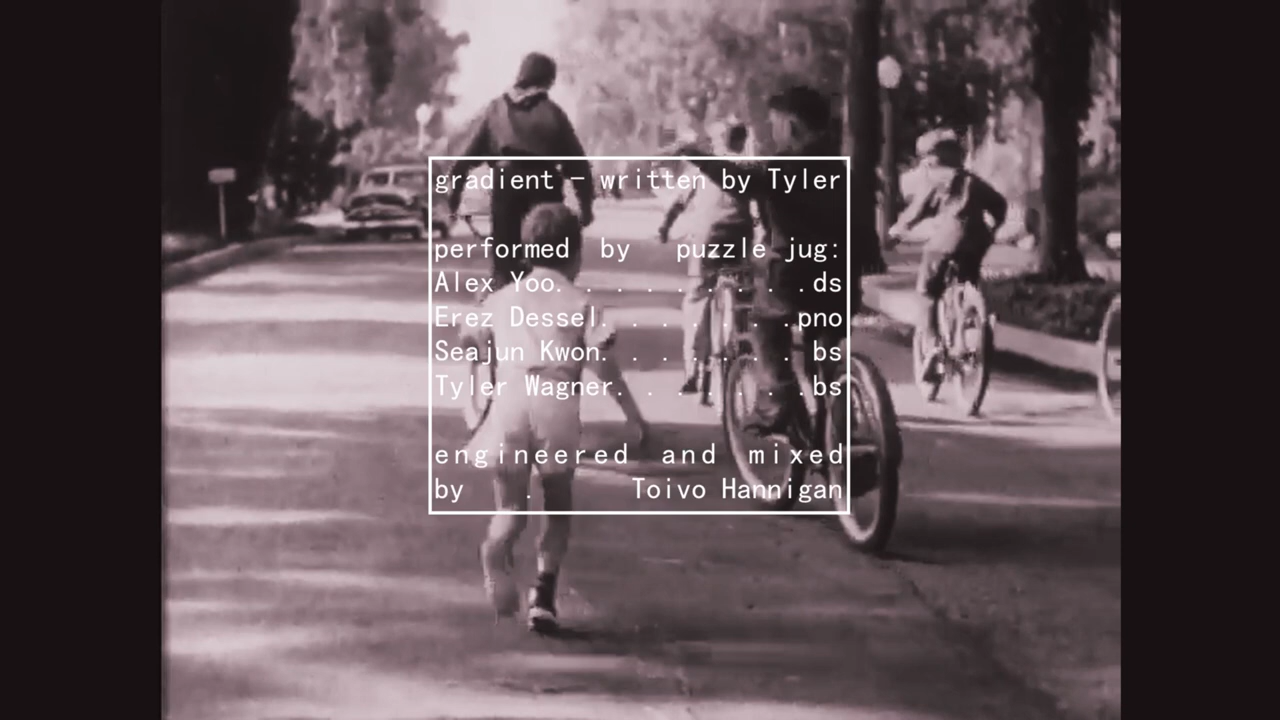 gradient - written by Tyler
performed by puzzle jug:
Alex Yoo. . . . . . . . .ds
Erez Dessel. . . . . . .pno
Seajun Kwon. . . . . . . bs
Tyler Wagner. . . . . . .bs
engineered and mixed
by . Toivo Hannigan